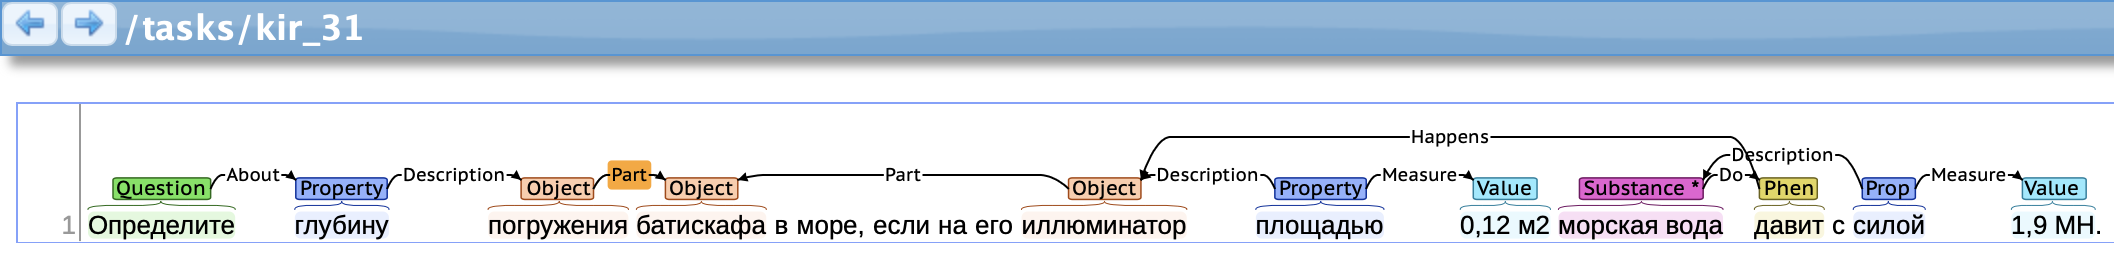 /tasks/kir_31
Happens
Description
About Description Part Part Description Measure Do Measure
Question Property Object Object Object Property Value Substance * Phen Prop Value
1 Определите глубину погружения батискафа в море, если на его иллюминатор площадью 0,12 м2 морская вода давит с силой 1,9 МН.